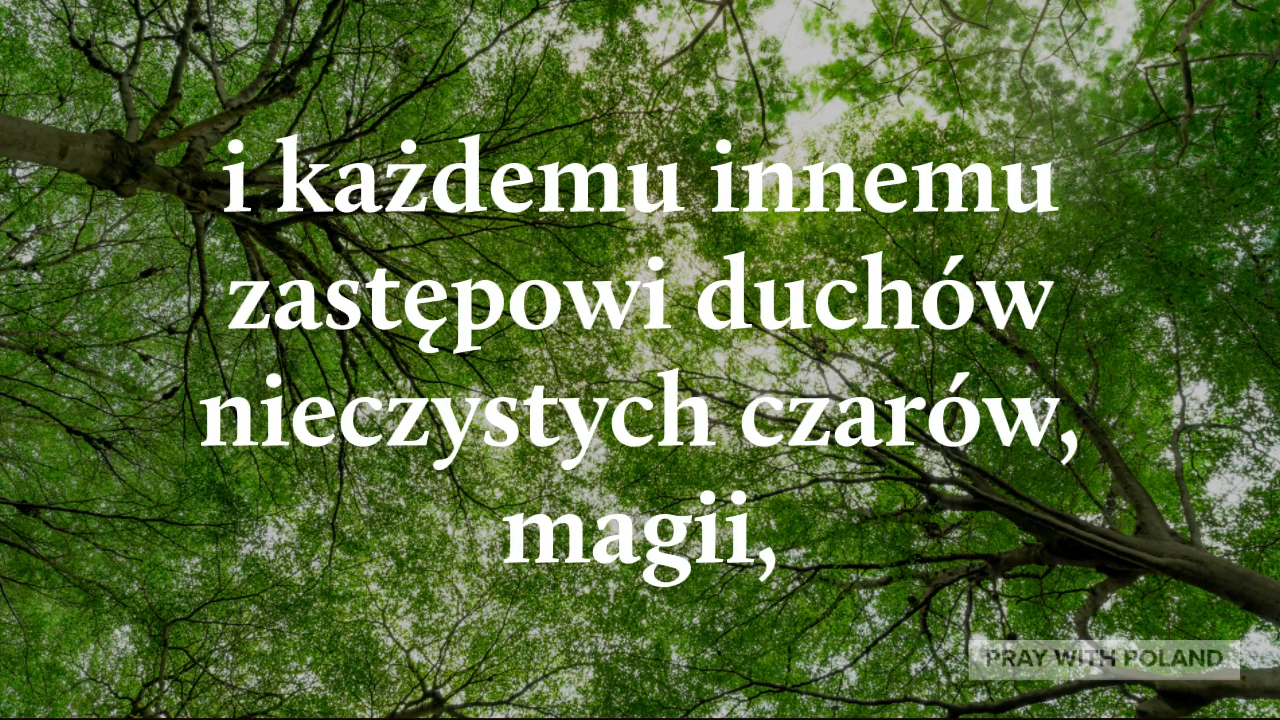 i każdemu innemu
zastępowi duchów
nieczystych czarów,
magii,
PRAY WITH POLAND